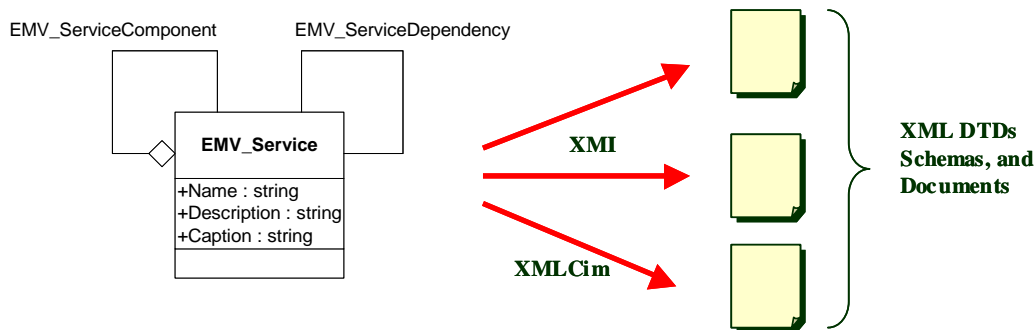 EMV_ServiceComponent
EMV_ServiceDependency
EMV_Service
+Name : string
+Description : string
+Caption : string
XMI
XMLCim
XML DTDs
Schemas, and
Documents